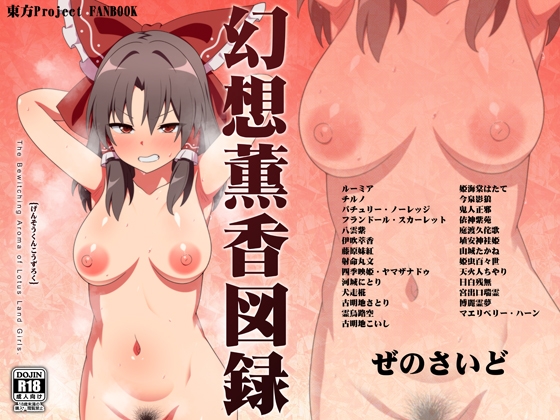 東方Project FANBOOK
幻想薫香図録
The Bewitching Aroma of Lotus Land Girls.
【げんそうくんこうずろく】
DOJIN
R18
成人向け
ルーミア
チルノ
パチュリー・ノーレッジ
フランドール・スカーレット
八雲紫
伊吹萃香
藤原妹紅
射命丸文
四季映姫・ヤマザナドゥ
河城にとり
犬走椛
古明地さとり
霊烏路空
古明地こいし
姫海棠はたて
今泉影狼
鬼人正邪
依神紫苑
庭渡久侘歌
埴安神袿姫
山城たかね
姫虫百々世
天火人ちやり
日白残無
宮出口瑞霊
博麗霊夢
マエリベリー・ハーン
ぜのさいど